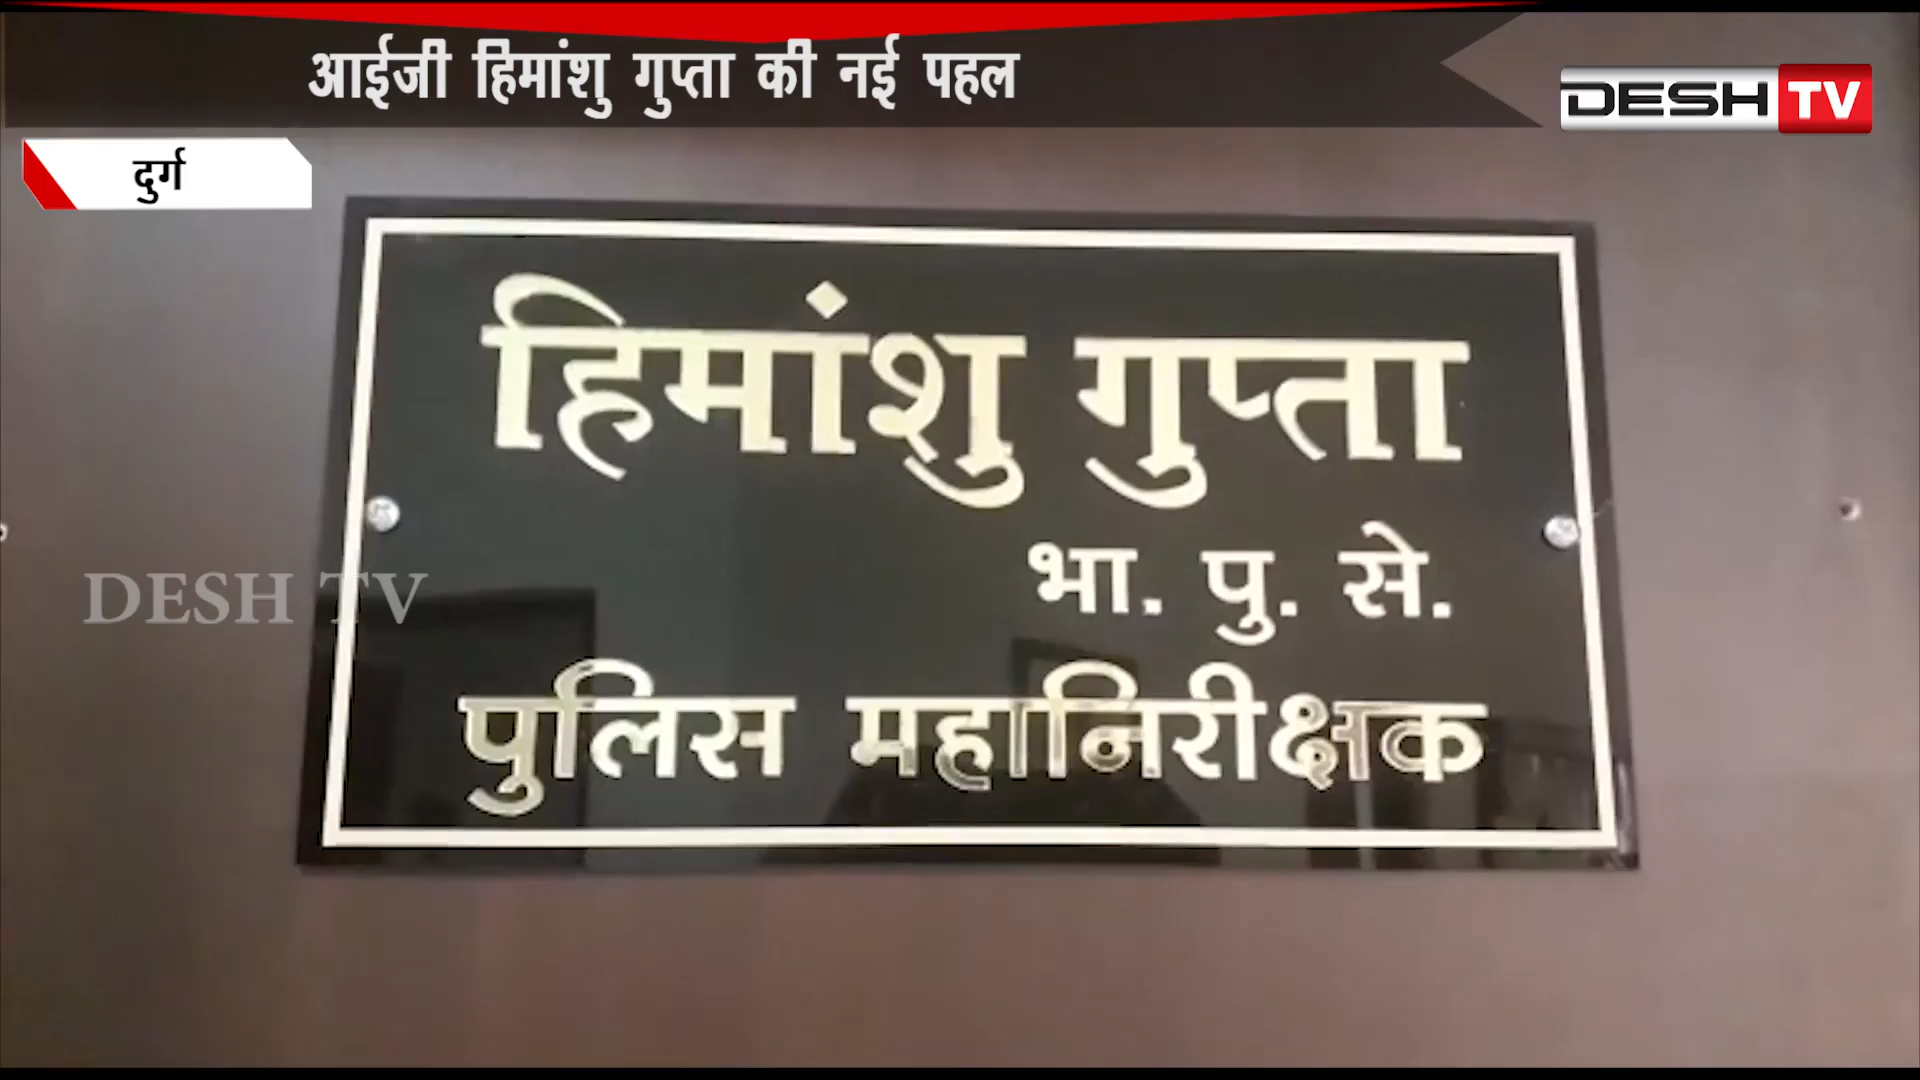 आईजी हिमांशु गुप्ता की नई पहल
DESH TV
दुर्ग
हिमांशु गुप्ता
भा. पु. से.
DESH TV
पुलिस महानिरीक्षक